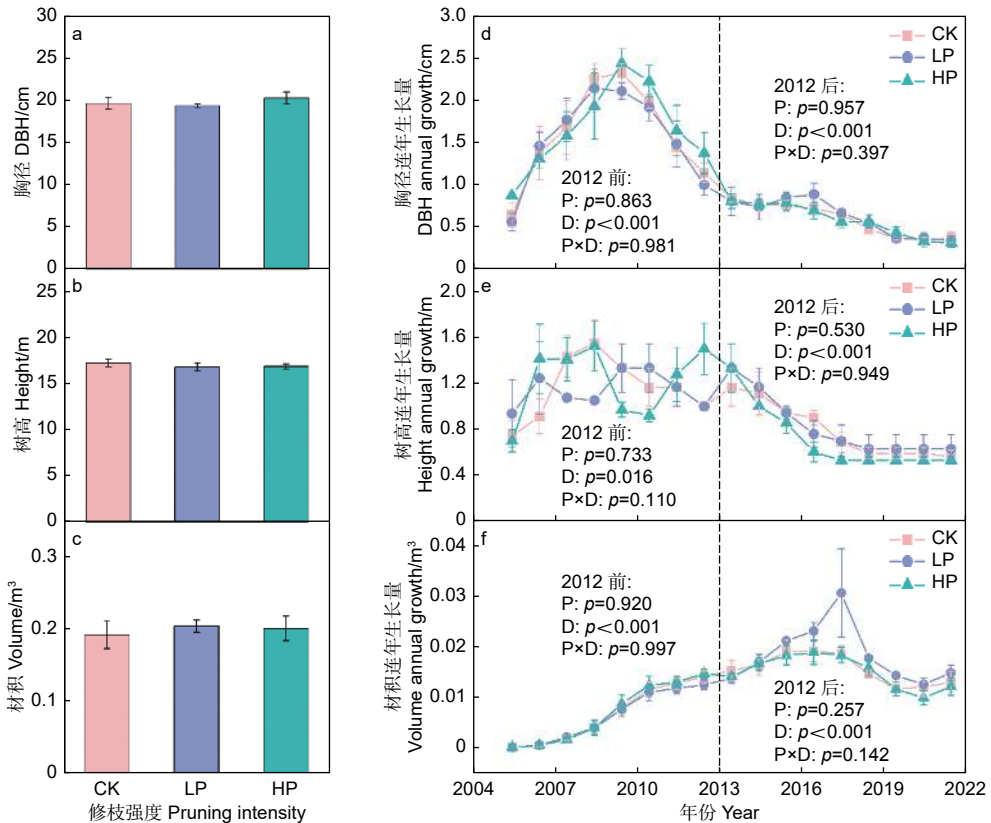 a
胸径 DBH/cm
30
25
20
15
10
5
0
b
树高 Height/m
25
20
15
10
5
0
c
材积 Volume/m³
0.3
0.2
0.1
0
CK
LP
HP
修枝强度 Pruning intensity
d
胸径连年生长量
DBH annual growth/cm
3.0
2.5
2.0
1.5
1.0
0.5
0
CK
LP
HP
2012 前:
P: p=0.863
D: p<0.001
P×D: p=0.981
2012 后:
P: p=0.957
D: p<0.001
P×D: p=0.397
e
树高连年生长量
Height annual growth/m
2.0
1.6
1.2
0.8
0.4
0
CK
LP
HP
2012 前:
P: p=0.733
D: p=0.016
P×D: p=0.110
2012 后:
P: p=0.530
D: p<0.001
P×D: p=0.949
f
材积连年生长量
Volume annual growth/m³
0.04
0.03
0.02
0.01
0
CK
LP
HP
2012 前:
P: p=0.920
D: p<0.001
P×D: p=0.997
2012 后:
P: p=0.257
D: p<0.001
P×D: p=0.142
2004
2007
2010
2013
2016
2019
2022
年份 Year